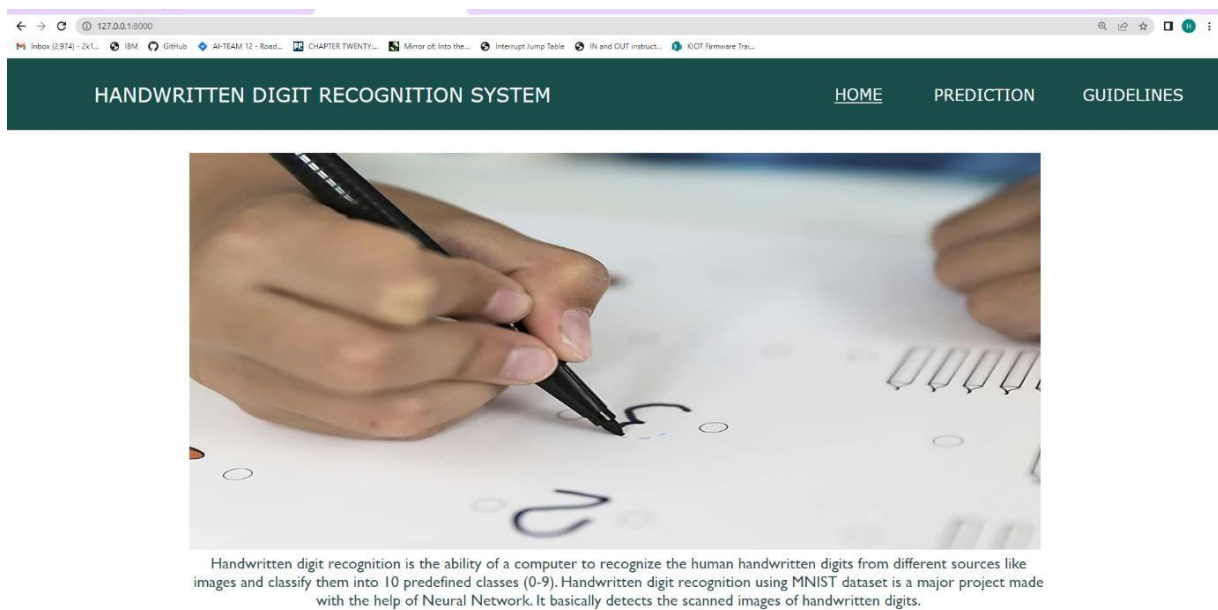 127.0.0.1:8000
Inbox (2,974) - 2k1... IBM GitHub AI-TEAM 12 - Road... CHAPTER TWENTY:... Mirror of: Into the... Interrupt Jump Table IN and OUT instruct... KIOT Firmware Trai...
HANDWRITTEN DIGIT RECOGNITION SYSTEM HOME PREDICTION GUIDELINES
3
2
Handwritten digit recognition is the ability of a computer to recognize the human handwritten digits from different sources like
images and classify them into 10 predefined classes (0-9). Handwritten digit recognition using MNIST dataset is a major project made
with the help of Neural Network. It basically detects the scanned images of handwritten digits.